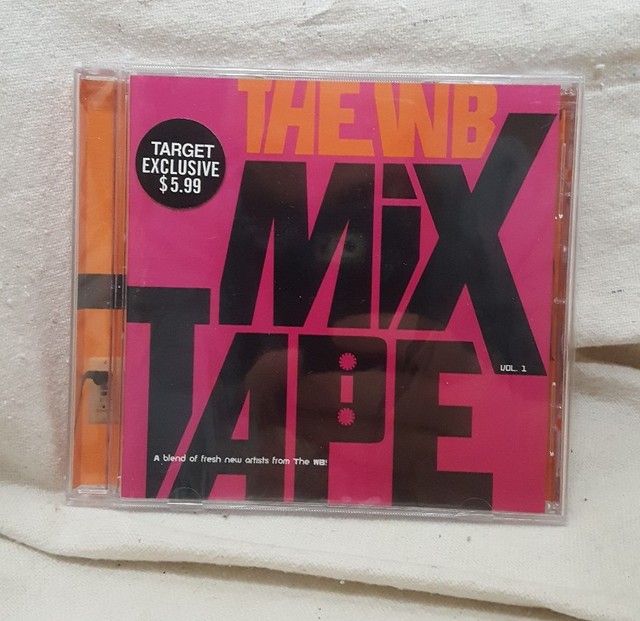 THE WB
MiX
TAPE
TARGET
EXCLUSIVE
$5.99
VOL. 1
A blend of fresh new artists from The WB!